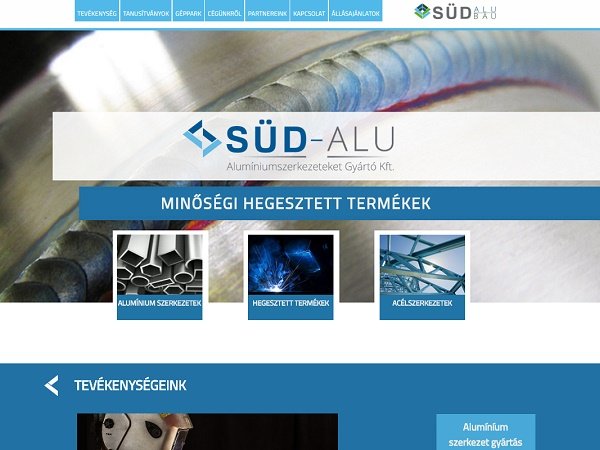 TEVÉKENYSÉG TANUSÍTVÁNYOK GÉPPARK CÉGÜNKRŐL PARTNEREINK KAPCSOLAT ÁLLÁSAJÁNLATOK
SÜD ALU BAU
SÜD-ALU
Alumíniumszerkezeteket Gyártó Kft.
MINŐSÉGI HEGESZTETT TERMÉKEK
ALUMÍNIUM SZERKEZETEK HEGESZTETT TERMÉKEK ACÉLSZERKEZETEK
TEVÉKENYSÉGEINK
Alumínium
szerkezet gyártás